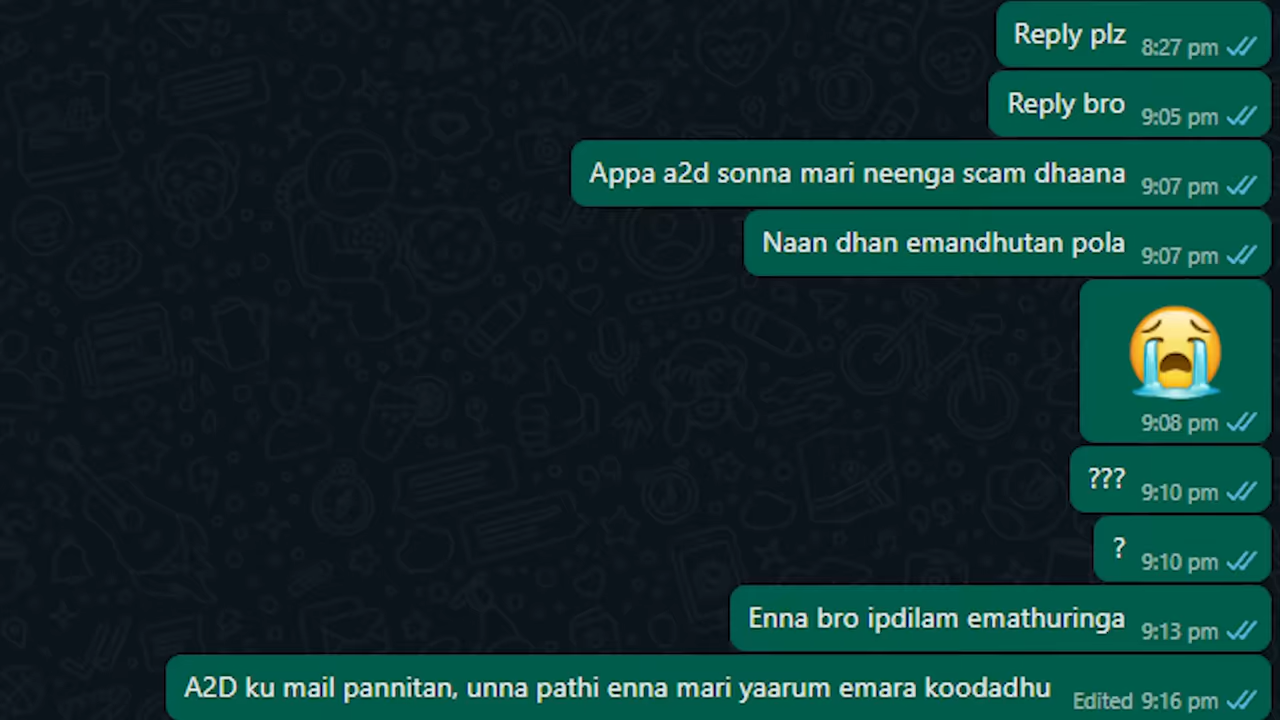 Reply plz 8:27 pm
Reply bro 9:05 pm
Appa a2d sonna mari neenga scam dhaana 9:07 pm
Naan dhan emandhutan pola 9:07 pm
😭
9:08 pm
??? 9:10 pm
? 9:10 pm
Enna bro ipdilam emathuringa 9:13 pm
A2D ku mail pannitan, unna pathi enna mari yaarum emara koodadhu Edited 9:16 pm